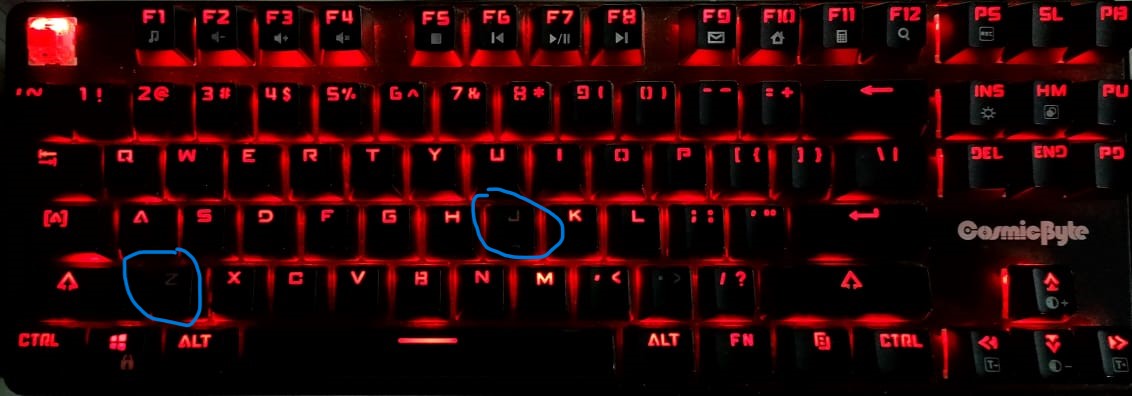 F1 F2 F3 F4 F5 F6 F7 F8 F9 F10 F11 F12 PS SL PB
REC
1! 2@ 3# 4$ 5% 6^ 7& 8* 9( 0) - =+ INS HM PU
Q W E R T Y U I O P [{ ]} \| DEL END PD
[A] A S D F G H J K L ;: '" CosmicByte
Z X C V B N M ,< .> /?
CTRL ALT ALT FN CTRL
T- T+